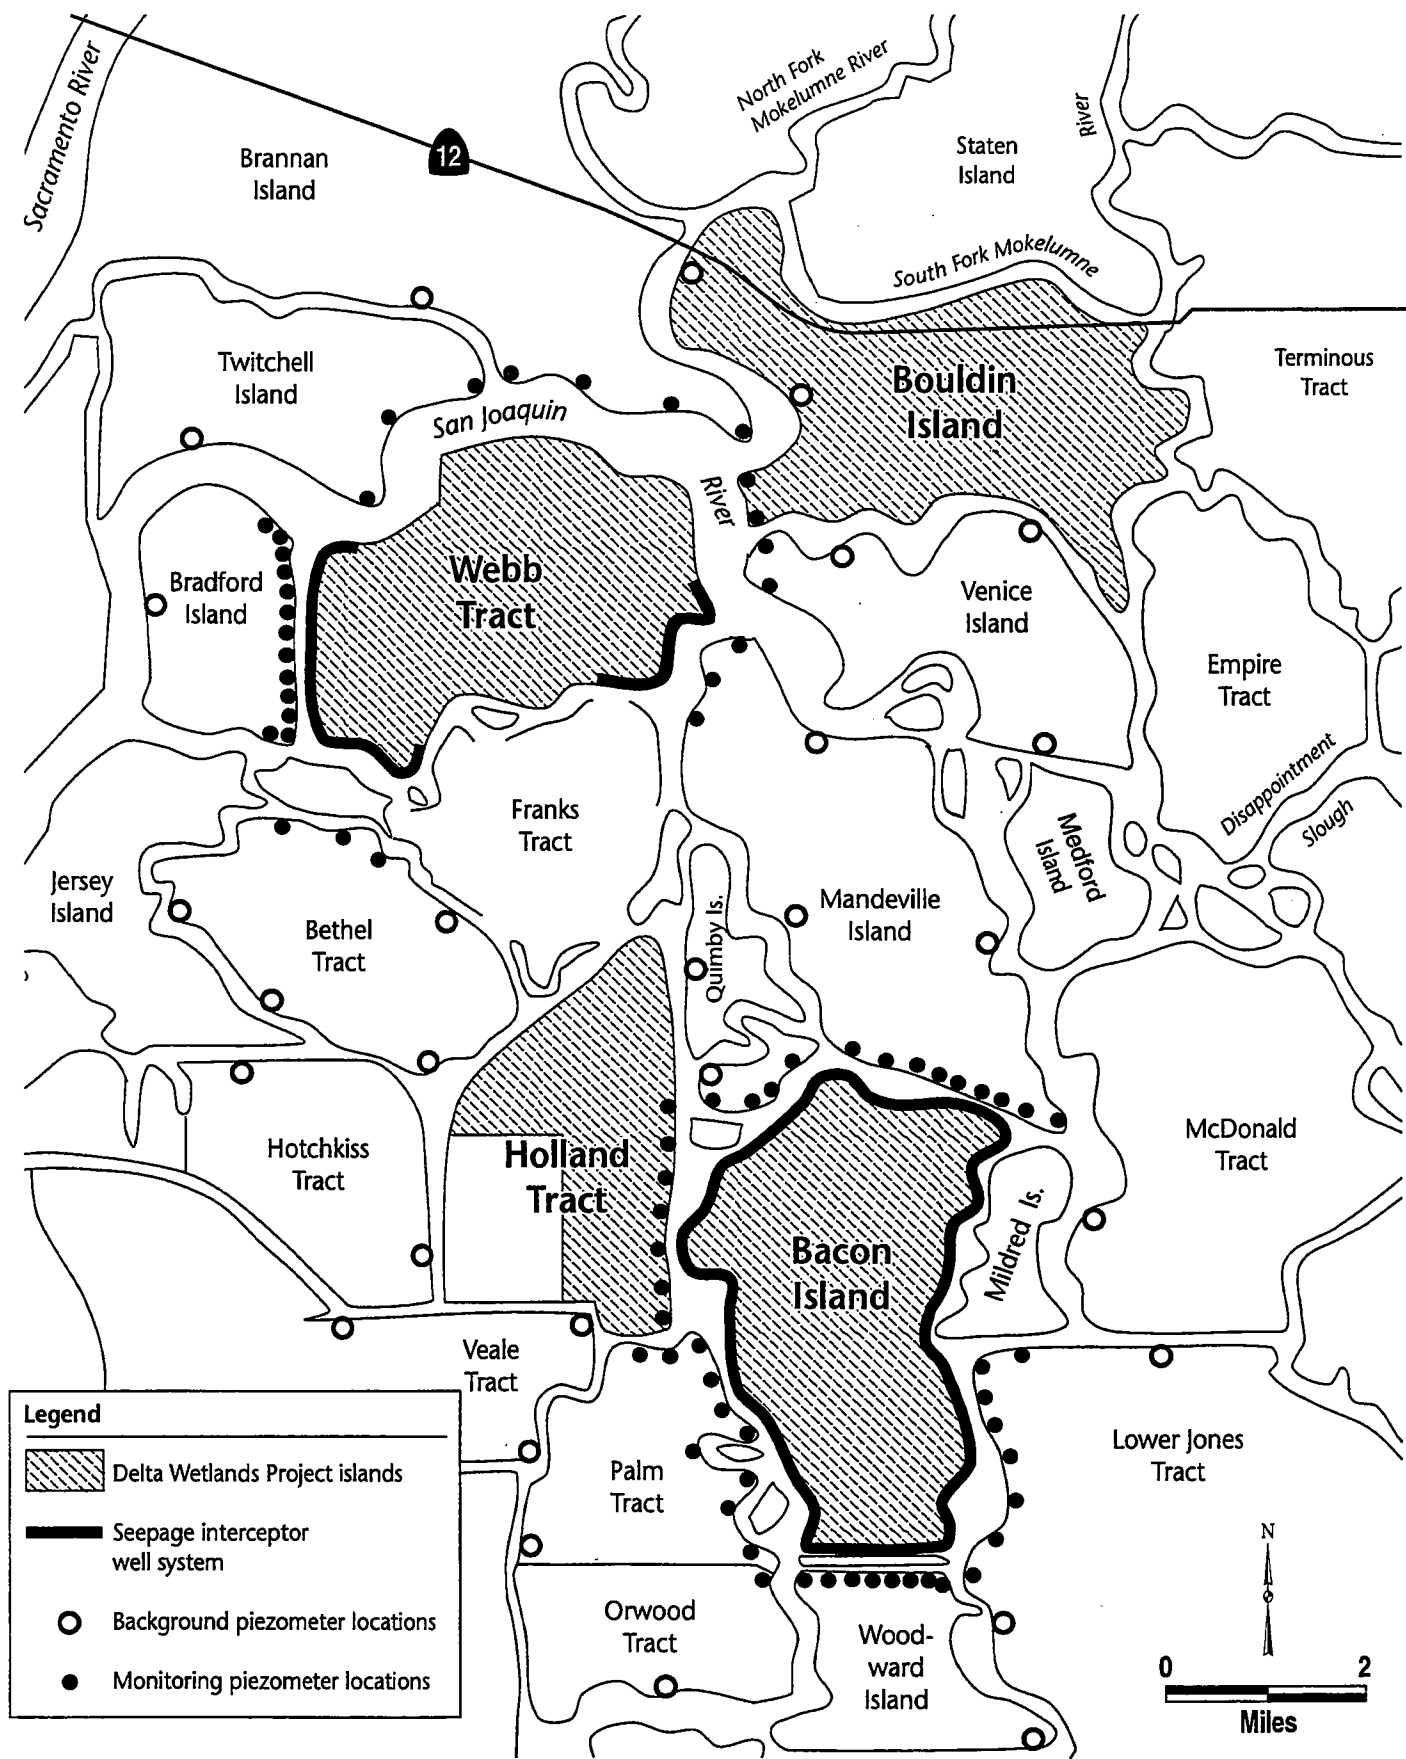 Sacramento River
North Fork
Mokelumne River
River
12
Brannan
Island
Staten
Island
South Fork Mokelumne
Twitchell
Island
San Joaquin
River
Bouldin
Island
Terminous
Tract
Webb
Tract
Bradford
Island
Venice
Island
Empire
Tract
Disappointment
Slough
Franks
Tract
Medford
Island
Jersey
Island
Bethel
Tract
Quimby Is.
Mandeville
Island
Hotchkiss
Tract
Holland
Tract
McDonald
Tract
Mildred Is.
Bacon
Island
Veale
Tract
Palm
Tract
Lower Jones
Tract
Orwood
Tract
Wood-
ward
Island
Legend
Delta Wetlands Project islands
Seepage interceptor
well system
Background piezometer locations
Monitoring piezometer locations
N
0 2
Miles